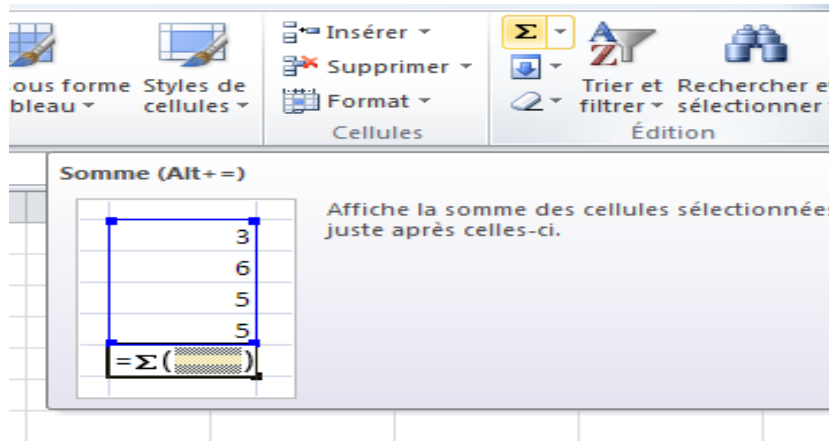 Insérer
Supprimer
ous forme Styles de
bleau cellules
Format
Trier et Rechercher e
filtrer sélectionner
Cellules
Édition
Somme (Alt+=)
Affiche la somme des cellules sélectionnées
juste après celles-ci.
3
6
5
5
=Σ( )
Σ
A
Z